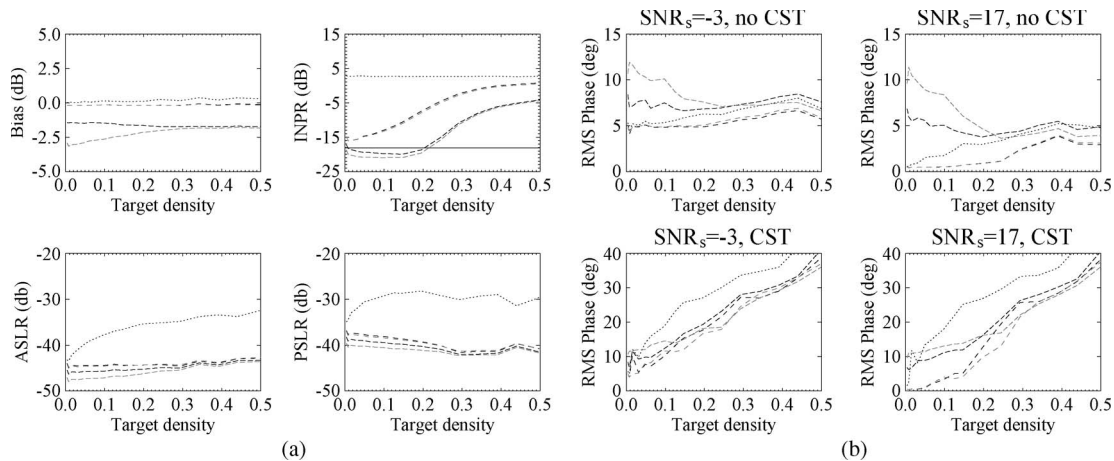 SNRs=-3, no CST
SNRs=17, no CST
5.0
2.5
0.0
-2.5
-5.0
Bias (dB)
0.0 0.1 0.2 0.3 0.4 0.5
Target density
15
5
-5
-15
-25
INPR (dB)
0.0 0.1 0.2 0.3 0.4 0.5
Target density
15
10
5
0
RMS Phase (deg)
0.0 0.1 0.2 0.3 0.4 0.5
Target density
15
10
5
0
RMS Phase (deg)
0.0 0.1 0.2 0.3 0.4 0.5
Target density
SNRs=-3, CST
SNRs=17, CST
-20
-30
-40
-50
ASLR (db)
0.0 0.1 0.2 0.3 0.4 0.5
Target density
-20
-30
-40
-50
PSLR (db)
0.0 0.1 0.2 0.3 0.4 0.5
Target density
40
30
20
10
0
RMS Phase (deg)
0.0 0.1 0.2 0.3 0.4 0.5
Target density
40
30
20
10
0
RMS Phase (deg)
0.0 0.1 0.2 0.3 0.4 0.5
Target density
(a)
(b)